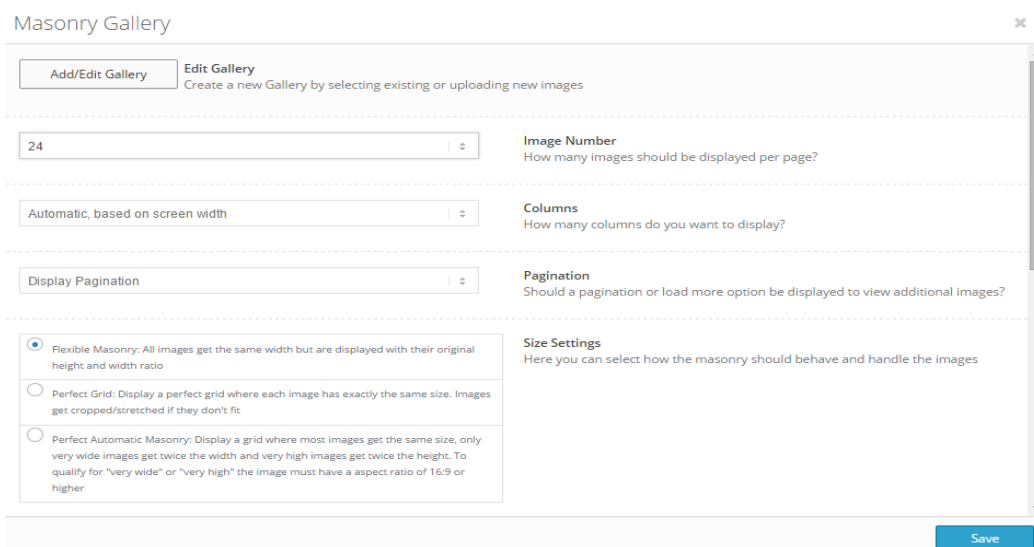 Masonry Gallery
Add/Edit Gallery
Edit Gallery
Create a new Gallery by selecting existing or uploading new images
24
Image Number
How many images should be displayed per page?
Automatic, based on screen width
Columns
How many columns do you want to display?
Display Pagination
Pagination
Should a pagination or load more option be displayed to view additional images?
Flexible Masonry: All images get the same width but are displayed with their original
height and width ratio
Perfect Grid: Display a perfect grid where each image has exactly the same size. Images
get cropped/stretched if they don't fit
Perfect Automatic Masonry: Display a grid where most images get the same size, only
very wide images get twice the width and very high images get twice the height. To
qualify for "very wide" or "very high" the image must have a aspect ratio of 16:9 or
higher
Size Settings
Here you can select how the masonry should behave and handle the images
Save